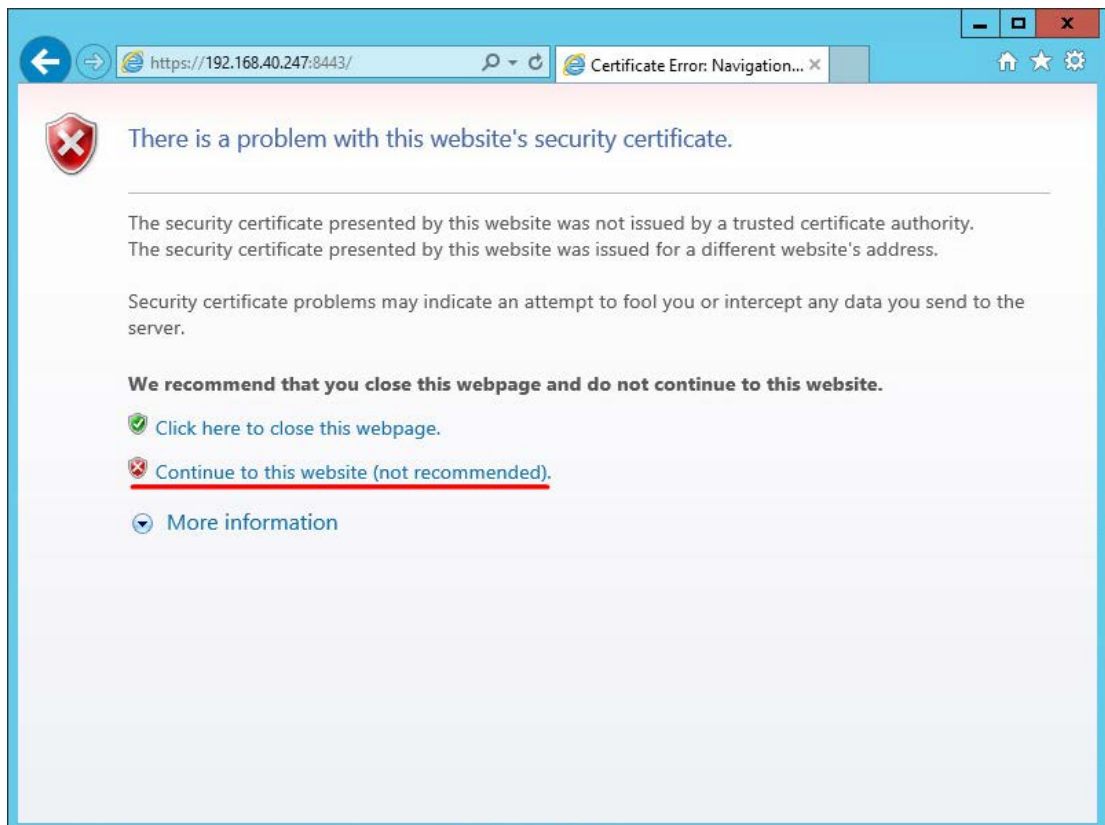 https://192.168.40.247:8443/
Certificate Error: Navigation...
There is a problem with this website's security certificate.
The security certificate presented by this website was not issued by a trusted certificate authority.
The security certificate presented by this website was issued for a different website's address.
Security certificate problems may indicate an attempt to fool you or intercept any data you send to the
server.
We recommend that you close this webpage and do not continue to this website.
Click here to close this webpage.
Continue to this website (not recommended).
More information